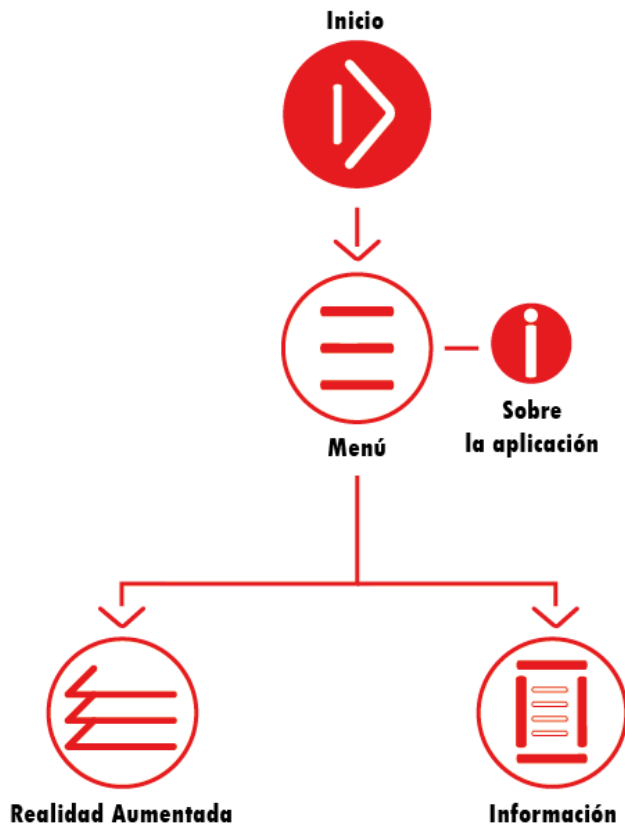 Inicio
Menú
Sobre
la aplicación
Realidad Aumentada
Información